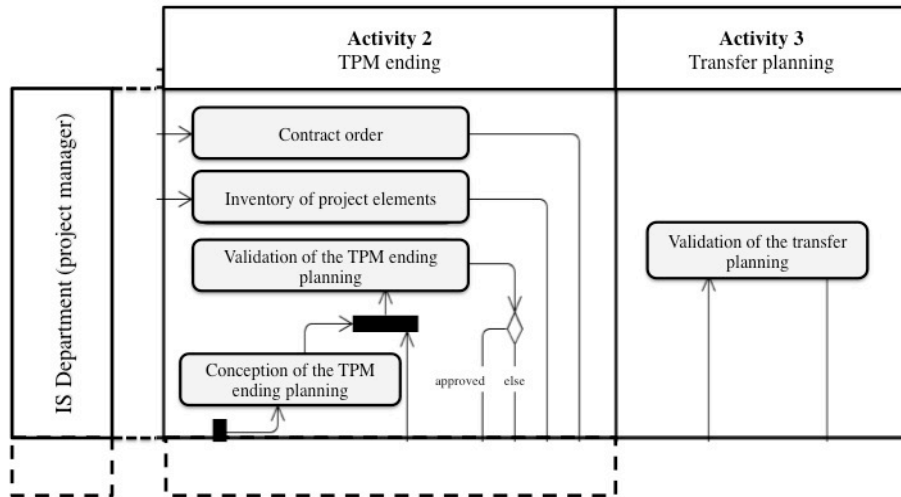 Activity 2
TPM ending
Activity 3
Transfer planning
IS Department (project manager)
Contract order
Inventory of project elements
Validation of the TPM ending
planning
Validation of the transfer
planning
Conception of the TPM
ending planning
approved
else